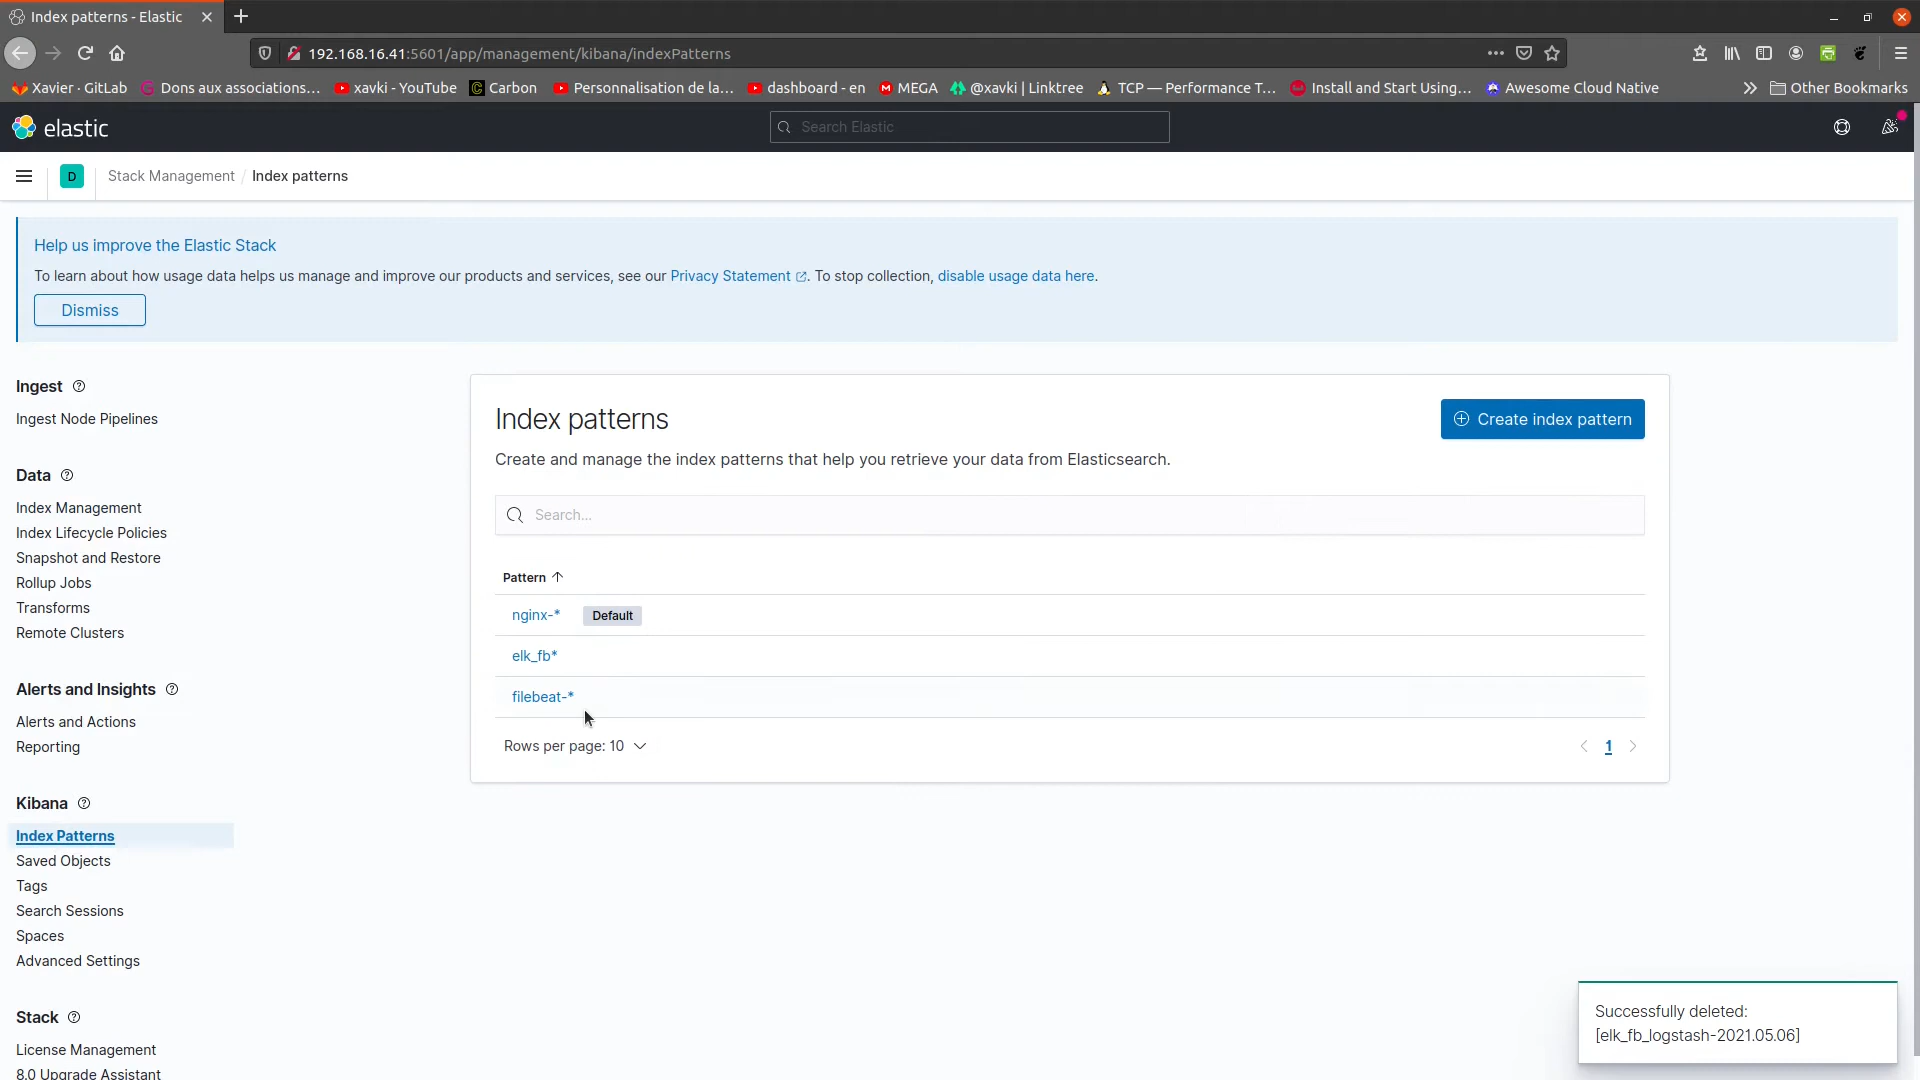 Index patterns - Elastic
192.168.16.41:5601/app/management/kibana/indexPatterns
Xavier · GitLab
Dons aux associations…
xavki - YouTube
Carbon
Personnalisation de la…
dashboard - en
MEGA
@xavki | Linktree
TCP — Performance T…
Install and Start Using…
Awesome Cloud Native
Other Bookmarks
elastic
Search Elastic
D
Stack Management / Index patterns
Help us improve the Elastic Stack
To learn about how usage data helps us manage and improve our products and services, see our Privacy Statement. To stop collection, disable usage data here.
Dismiss
Ingest
Ingest Node Pipelines
Data
Index Management
Index Lifecycle Policies
Snapshot and Restore
Rollup Jobs
Transforms
Remote Clusters
Alerts and Insights
Alerts and Actions
Reporting
Kibana
Index Patterns
Saved Objects
Tags
Search Sessions
Spaces
Advanced Settings
Stack
License Management
8.0 Upgrade Assistant
Index patterns
Create index pattern
Create and manage the index patterns that help you retrieve your data from Elasticsearch.
Search...
Pattern
nginx-* Default
elk_fb*
filebeat-*
Rows per page: 10
1
Successfully deleted:
[elk_fb_logstash-2021.05.06]